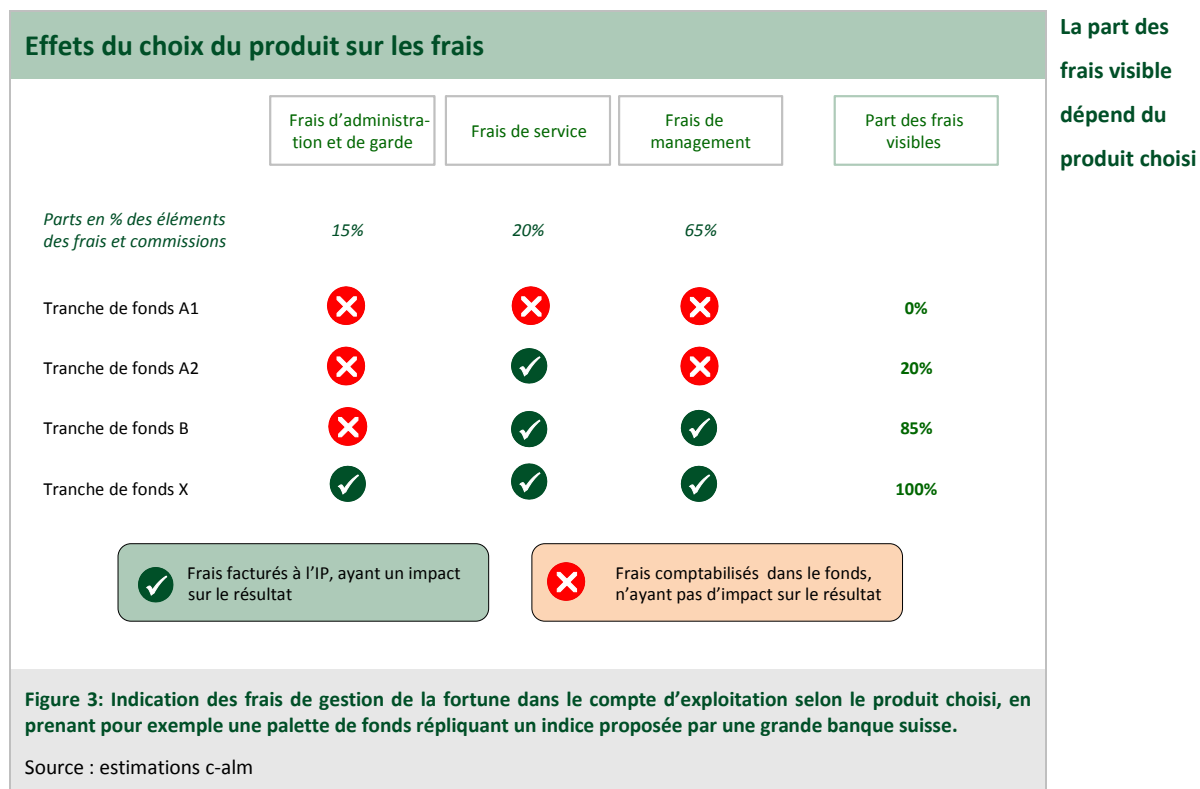 Effets du choix du produit sur les frais
La part des
frais visible
dépend du
produit choisi
Frais d'administra-
tion et de garde
Frais de service
Frais de
management
Part des frais
visibles
Parts en % des éléments
des frais et commissions
15%
20%
65%
Tranche de fonds A1
0%
Tranche de fonds A2
20%
Tranche de fonds B
85%
Tranche de fonds X
100%
Frais facturés à l'IP, ayant un impact
sur le résultat
Frais comptabilisés dans le fonds,
n'ayant pas d'impact sur le résultat
Figure 3: Indication des frais de gestion de la fortune dans le compte d'exploitation selon le produit choisi, en
prenant pour exemple une palette de fonds répliquant un indice proposée par une grande banque suisse.
Source : estimations c-alm